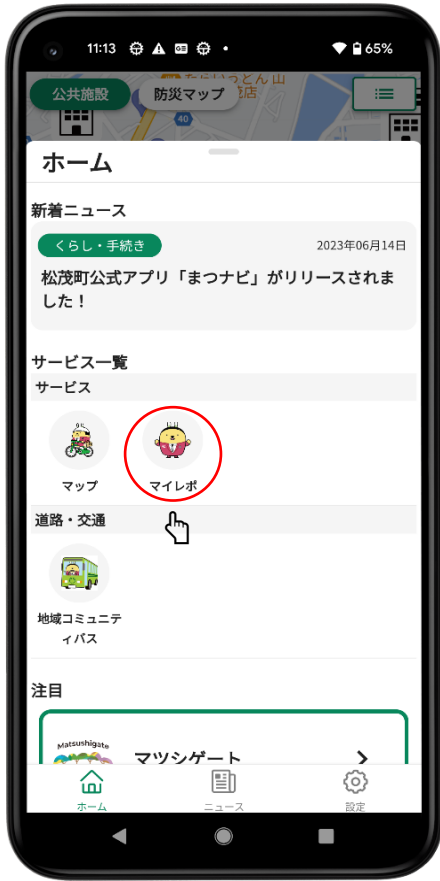 11:13
65%
公共施設
防災マップ
40
ホーム
新着ニュース
くらし・手続き
2023年06月14日
松茂町公式アプリ「まつナビ」がリリースされま
した！
サービス一覧
サービス
マップ
マイレポ
道路・交通
地域コミュニテ
ィバス
注目
Matsushigate
マツシゲート
ホーム
ニュース
設定